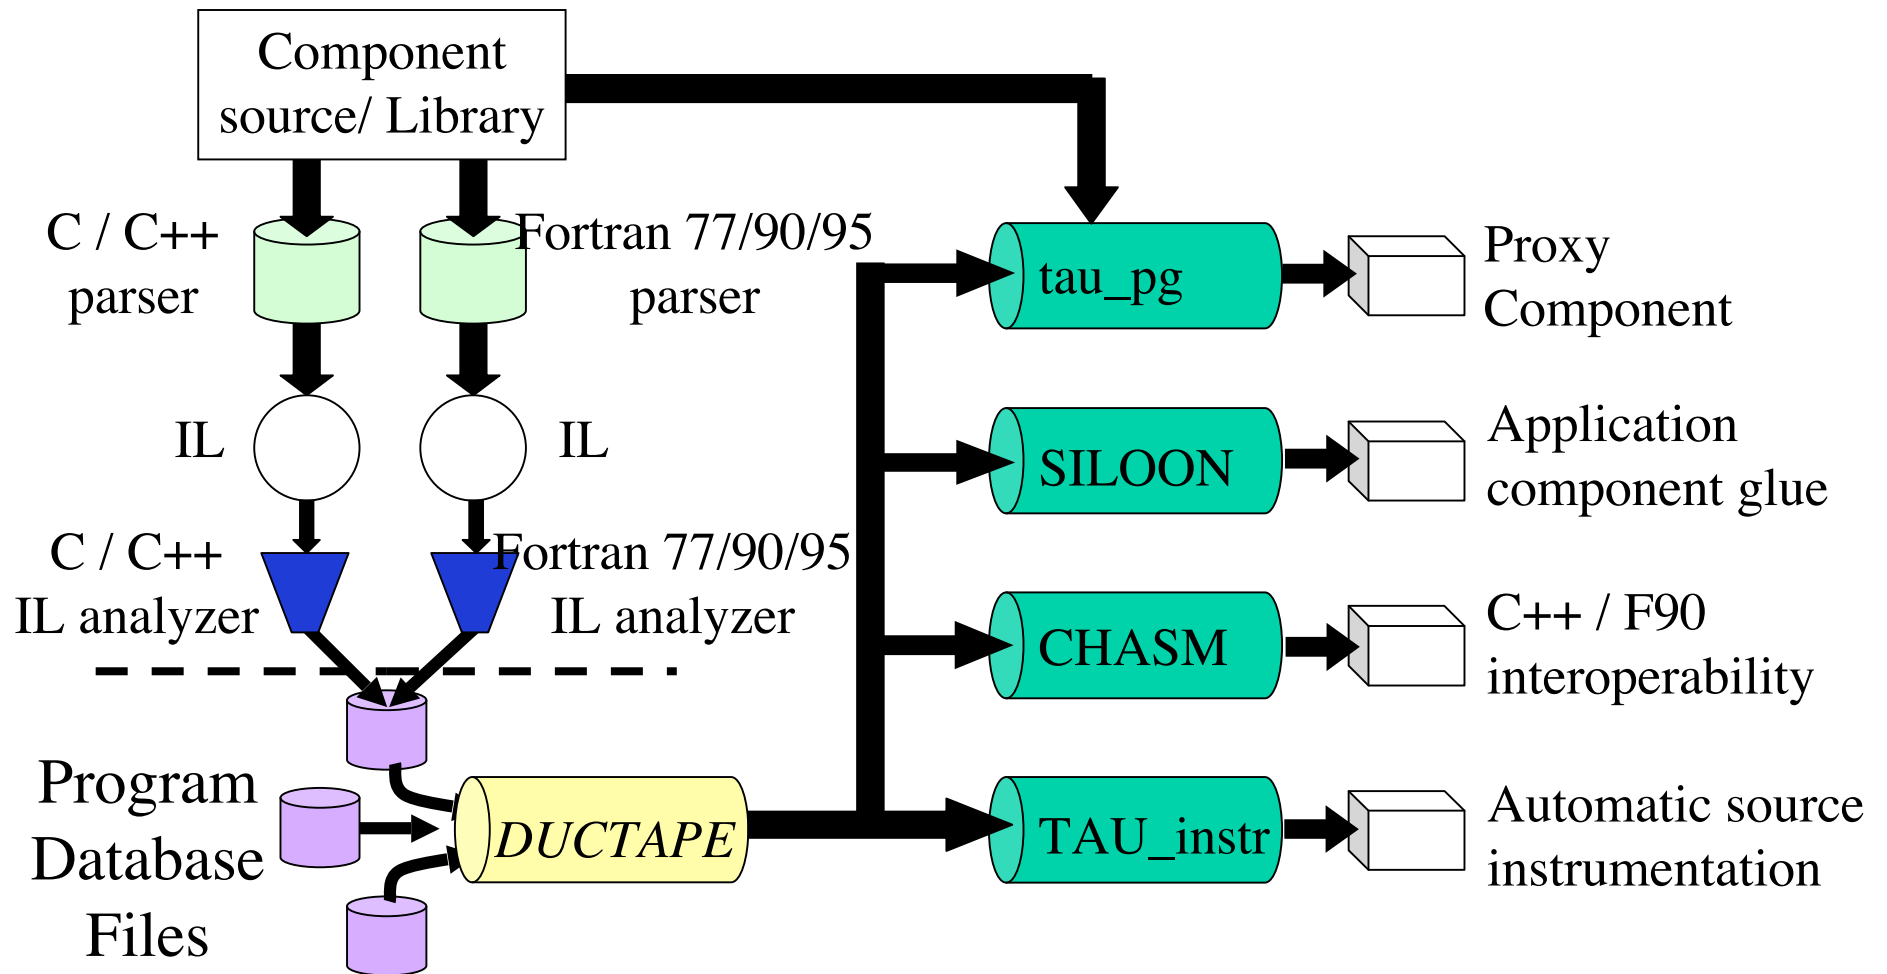 Component
source/ Library
C / C++
parser
Fortran 77/90/95
parser
tau_pg
Proxy
Component
IL
IL
SILOON
Application
component glue
C / C++
IL analyzer
Fortran 77/90/95
IL analyzer
CHASM
C++ / F90
interoperability
Program
Database
Files
DUCTAPE
TAU_instr
Automatic source
instrumentation